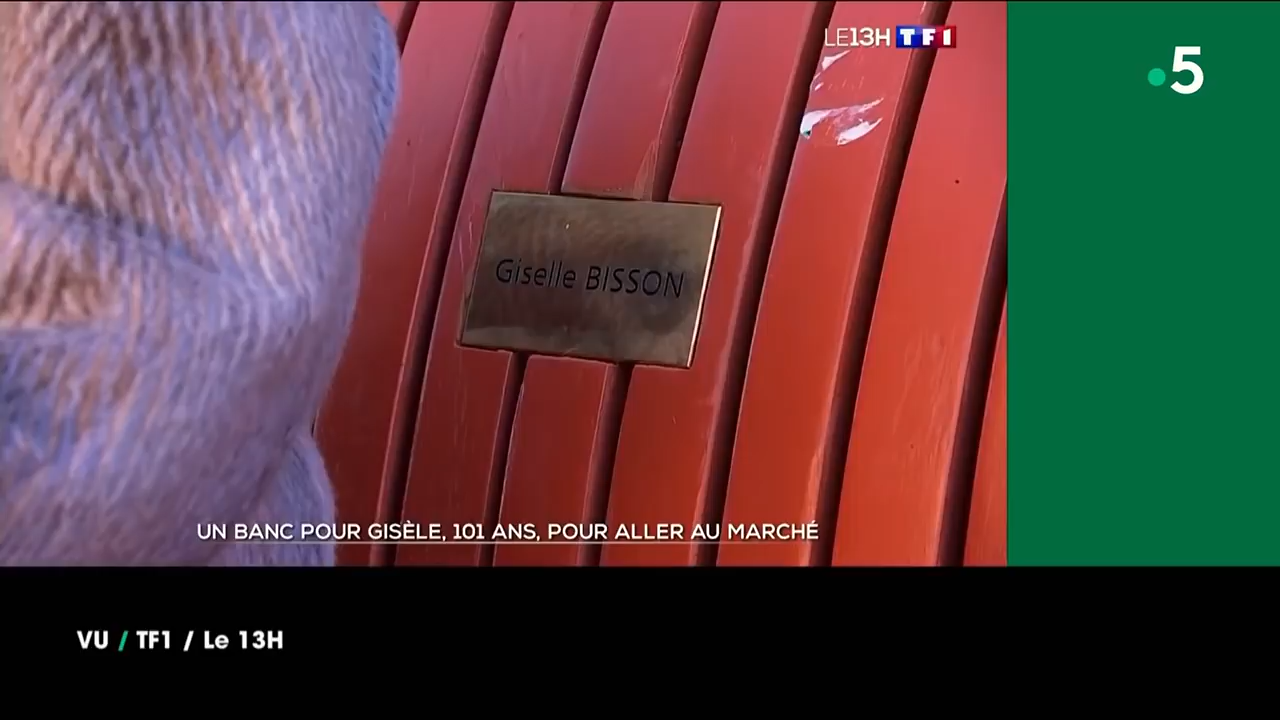 LE13H TF1
5
Giselle BISSON
UN BANC POUR GISÈLE, 101 ANS, POUR ALLER AU MARCHÉ
VU / TF1 / Le 13H